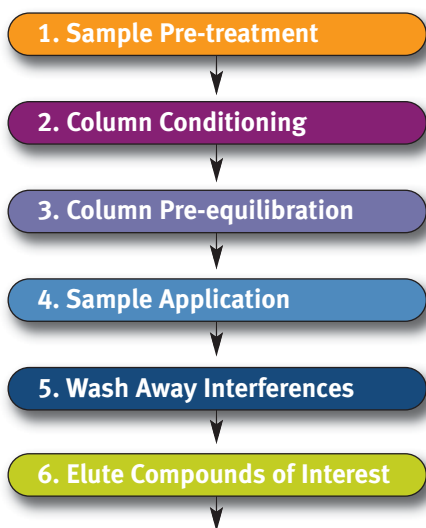 1. Sample Pre-treatment
2. Column Conditioning
3. Column Pre-equilibration
4. Sample Application
5. Wash Away Interferences
6. Elute Compounds of Interest